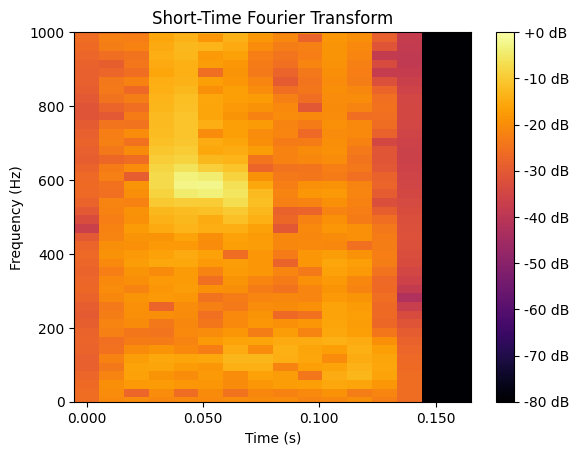 Short-Time Fourier Transform
1000
800
600
400
200
0
Frequency (Hz)
0.000
0.050
0.100
0.150
Time (s)
+0 dB
-10 dB
-20 dB
-30 dB
-40 dB
-50 dB
-60 dB
-70 dB
-80 dB